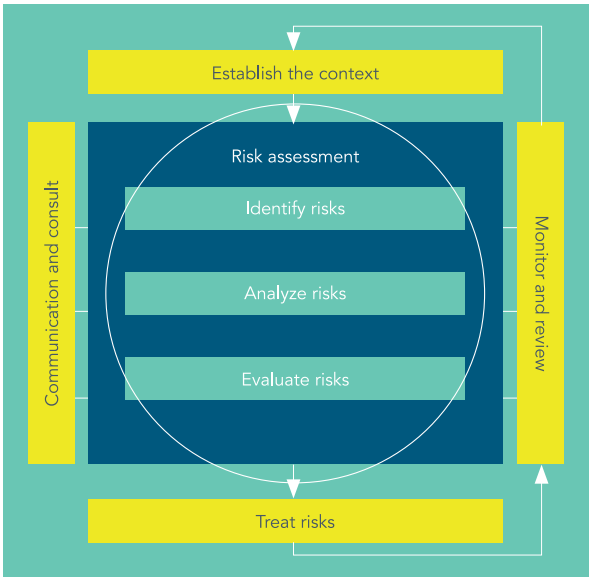 Establish the context
Communication and consult
Risk assessment
Identify risks
Analyze risks
Evaluate risks
Monitor and review
Treat risks